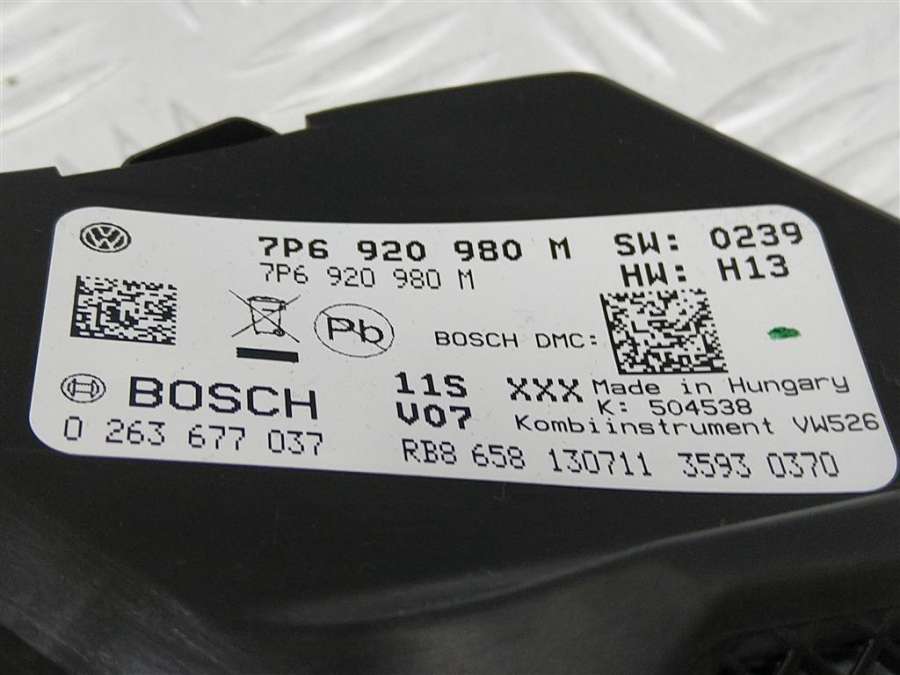 7P6 920 980 M SW: 0239
7P6 920 980 M HW: H13
Pb
BOSCH DMC:
BOSCH 11S XXX Made in Hungary
V07 K: 504538
Kombiinstrument VW526
0 263 677 037 RB8 658 130711 3593 0370